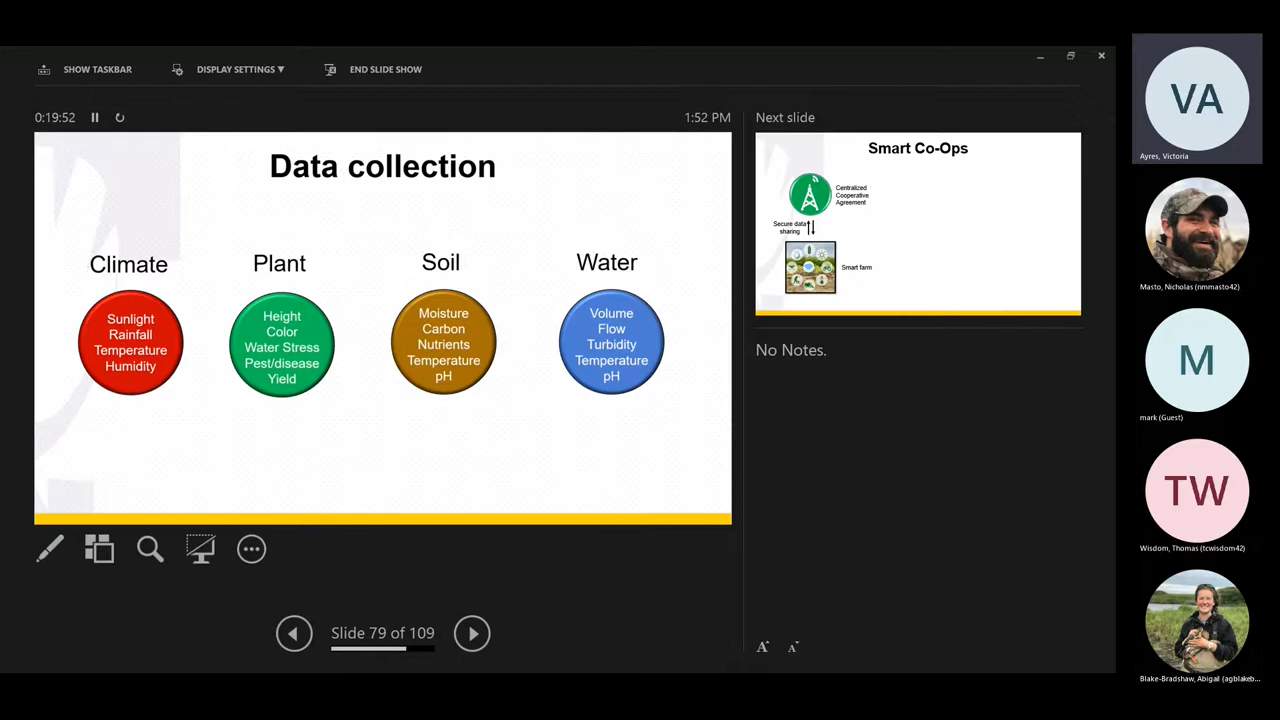 SHOW TASKBAR
DISPLAY SETTINGS ▼
END SLIDE SHOW
0:19:52
1:52 PM
Data collection
Climate
Plant
Soil
Water
Sunlight
Rainfall
Temperature
Humidity
Height
Color
Water Stress
Pest/disease
Yield
Moisture
Carbon
Nutrients
Temperature
pH
Volume
Flow
Turbidity
Temperature
pH
Slide 79 of 109
Next slide
Smart Co-Ops
Centralized
Cooperative
Agreement
Secure data
sharing
Smart farm
No Notes.
A
A
VA
Ayres, Victoria
Masto, Nicholas (nmmasto42)
M
mark (Guest)
TW
Wisdom, Thomas (tcwisdom42)
Blake-Bradshaw, Abigail (agblakeb...